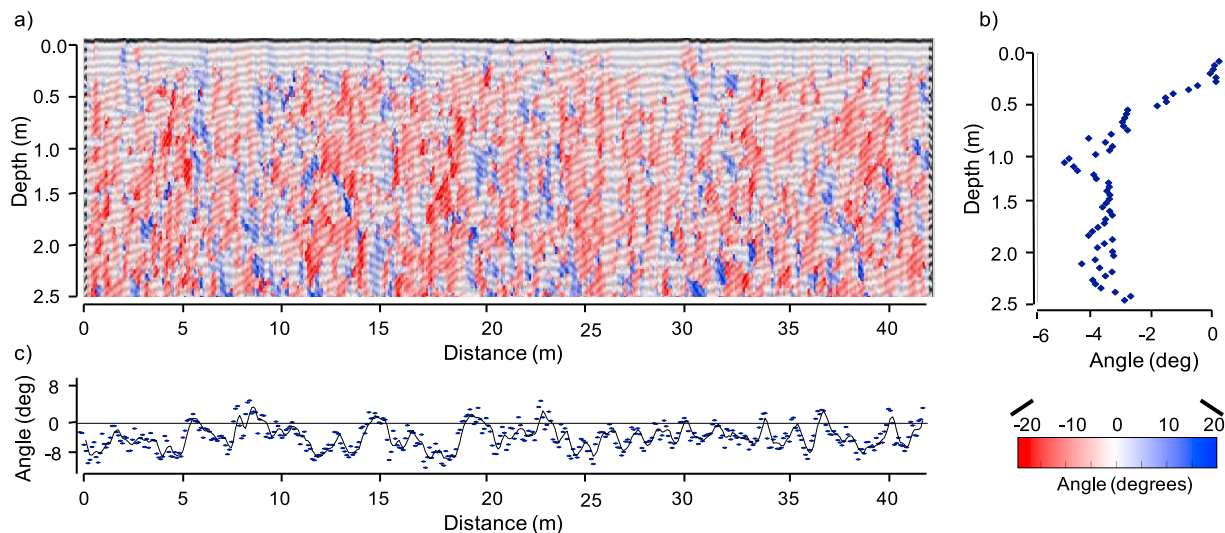 a)
Depth (m)
0.0
0.5
1.0
1.5
2.0
2.5
0 5 10 15 20 25 30 35 40
Distance (m)
b)
Depth (m)
0.0
0.5
1.0
1.5
2.0
2.5
-6 -4 -2 0
Angle (deg)
c)
Angle (deg)
8
0
-8
0 5 10 15 20 25 30 35 40
Distance (m)
-20 -10 0 10 20
Angle (degrees)